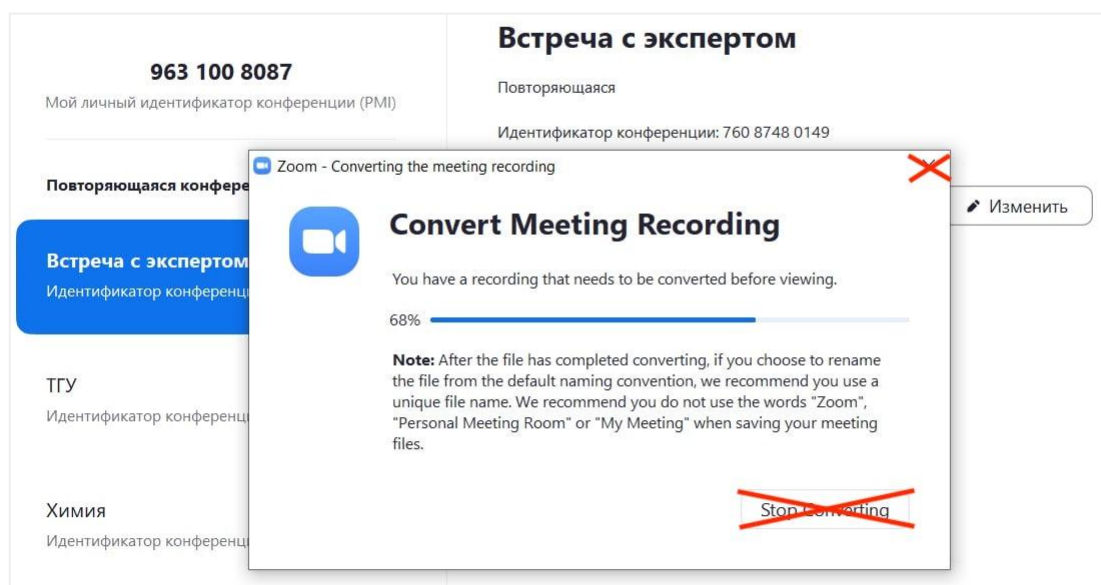 963 100 8087
Мой личный идентификатор конференции (PMI)
Повторяющаяся конфере
Встреча с экспертом
Идентификатор конференци
ТГУ
Идентификатор конференци
Химия
Идентификатор конференци
Встреча с экспертом
Повторяющаяся
Идентификатор конференции: 760 8748 0149
Изменить
Zoom - Converting the meeting recording
Convert Meeting Recording
You have a recording that needs to be converted before viewing.
68%
Note: After the file has completed converting, if you choose to rename
the file from the default naming convention, we recommend you use a
unique file name. We recommend you do not use the words "Zoom",
"Personal Meeting Room" or "My Meeting" when saving your meeting
files.
Stop Converting